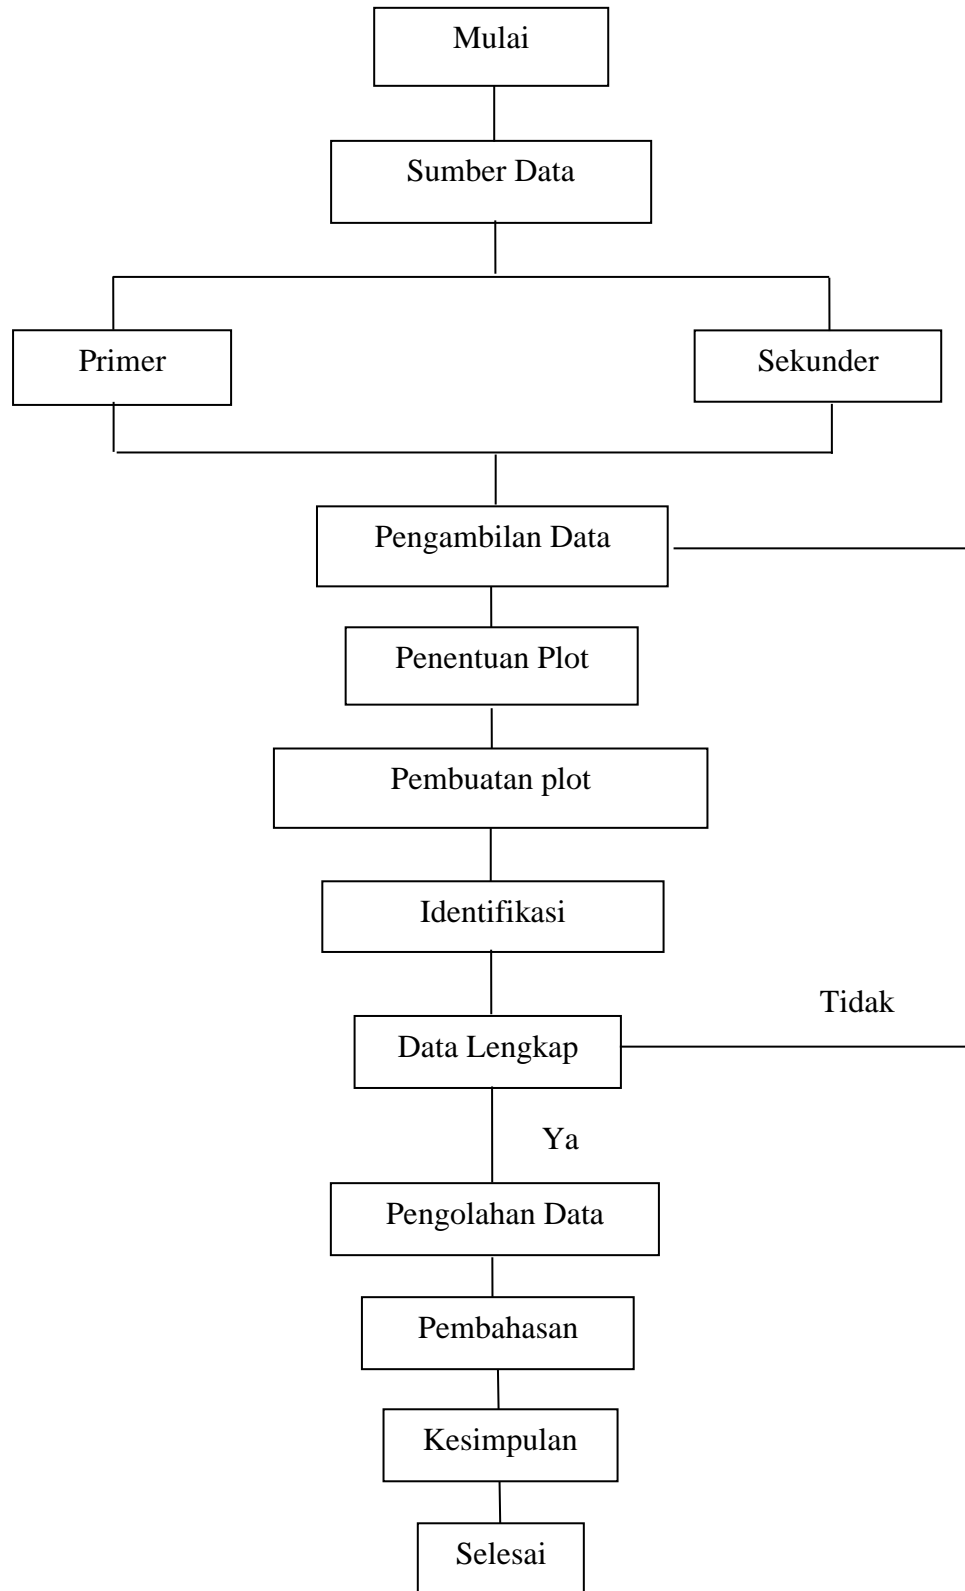 Mulai
Sumber Data
Primer
Sekunder
Pengambilan Data
Penentuan Plot
Pembuatan plot
Identifikasi
Tidak
Data Lengkap
Ya
Pengolahan Data
Pembahasan
Kesimpulan
Selesai